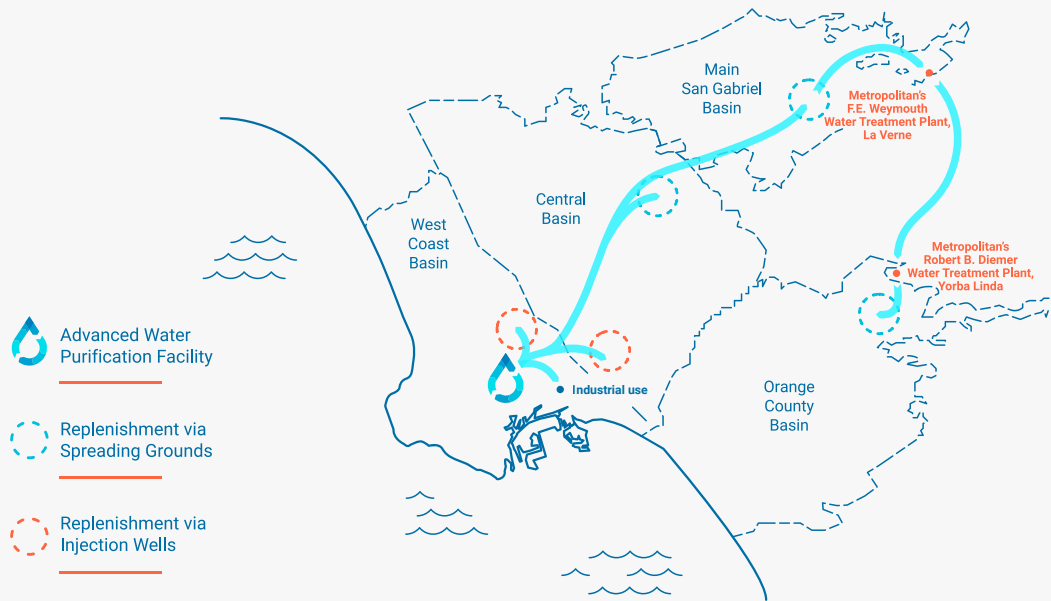 Main
San Gabriel
Basin
Metropolitan's
F.E. Weymouth
Water Treatment Plant,
La Verne
Central
Basin
West
Coast
Basin
Metropolitan's
Robert B. Diemer
Water Treatment Plant,
Yorba Linda
Advanced Water
Purification Facility
Industrial use
Orange
County
Basin
Replenishment via
Spreading Grounds
Replenishment via
Injection Wells